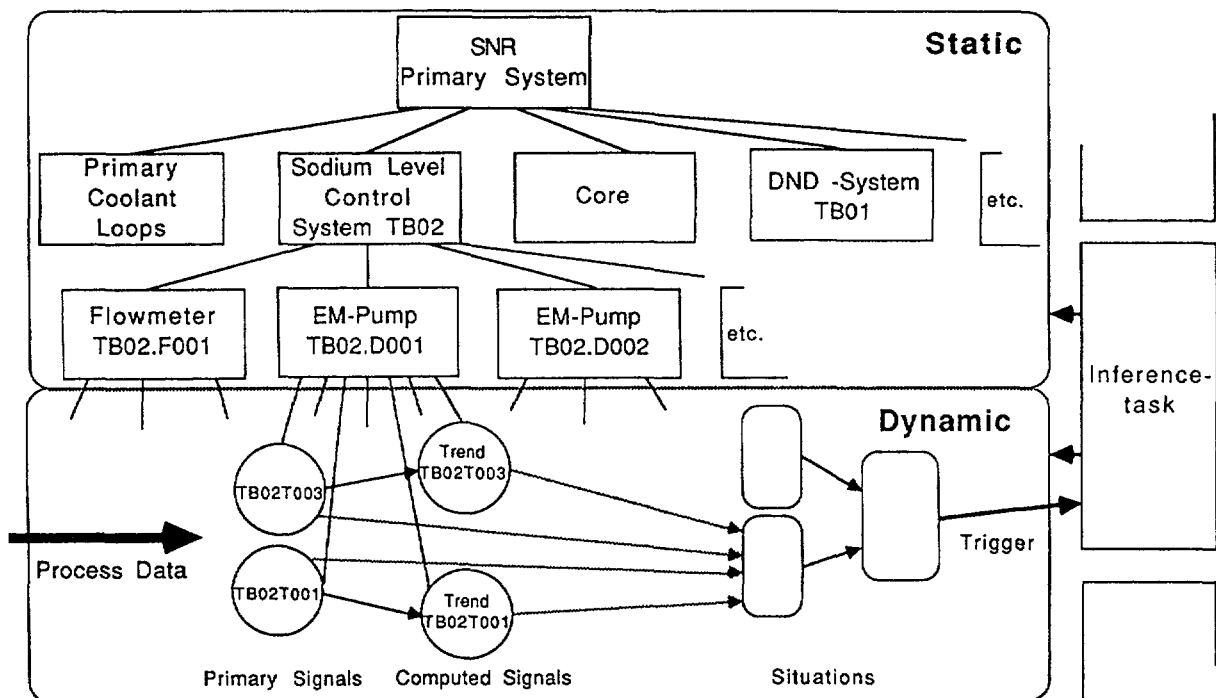 SNR
Primary System
Static
Primary
Coolant
Loops
Sodium Level
Control
System TB02
Core
DND -System
TB01
etc.
Flowmeter
TB02.F001
EM-Pump
TB02.D001
EM-Pump
TB02.D002
etc.
Inference-
task
Dynamic
TB02T003
Trend
TB02T003
Process Data
TB02T001
Trend
TB02T001
Trigger
Primary Signals
Computed Signals
Situations